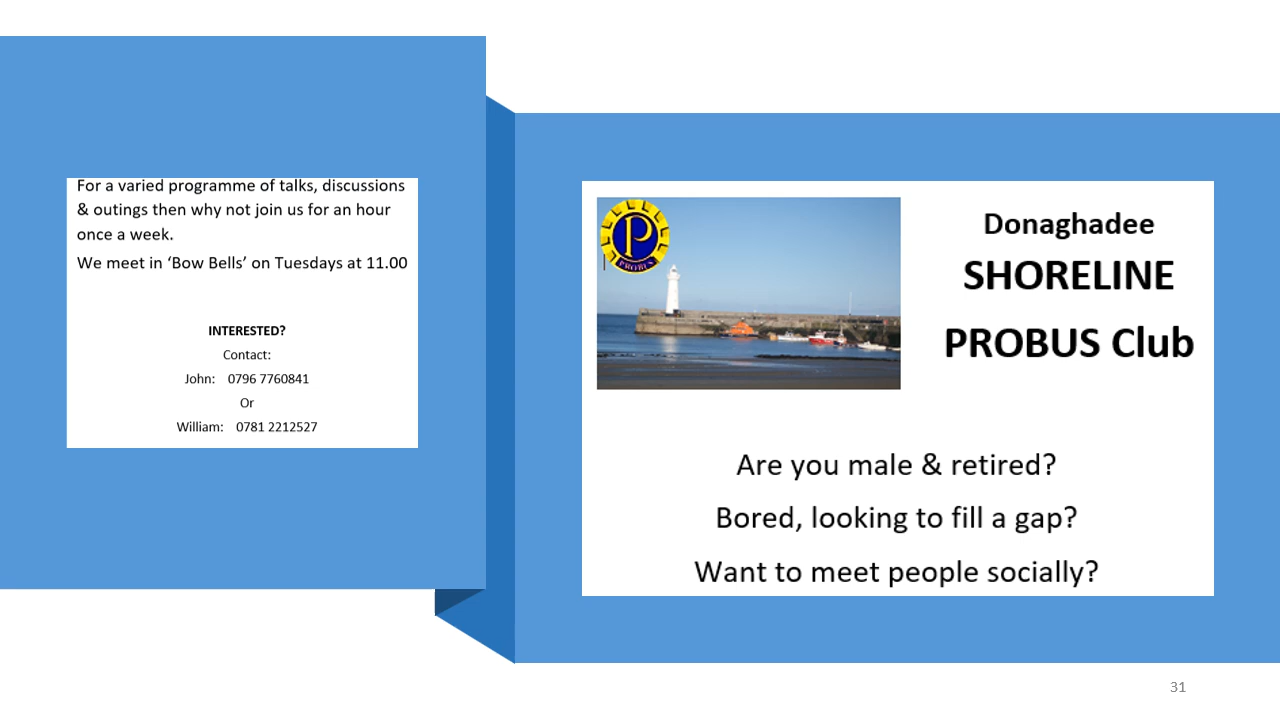 For a varied programme of talks, discussions
& outings then why not join us for an hour
once a week.
We meet in ‘Bow Bells’ on Tuesdays at 11.00
INTERESTED?
Contact:
John: 0796 7760841
Or
William: 0781 2212527
P
PROBUS
Donaghadee
SHORELINE
PROBUS Club
Are you male & retired?
Bored, looking to fill a gap?
Want to meet people socially?
31